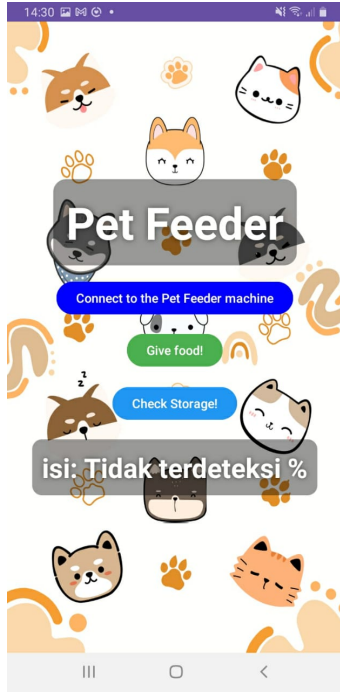 14:30
Pet Feeder
Connect to the Pet Feeder machine
Give food!
z
z
z
Check Storage!
isi: Tidak terdeteksi %